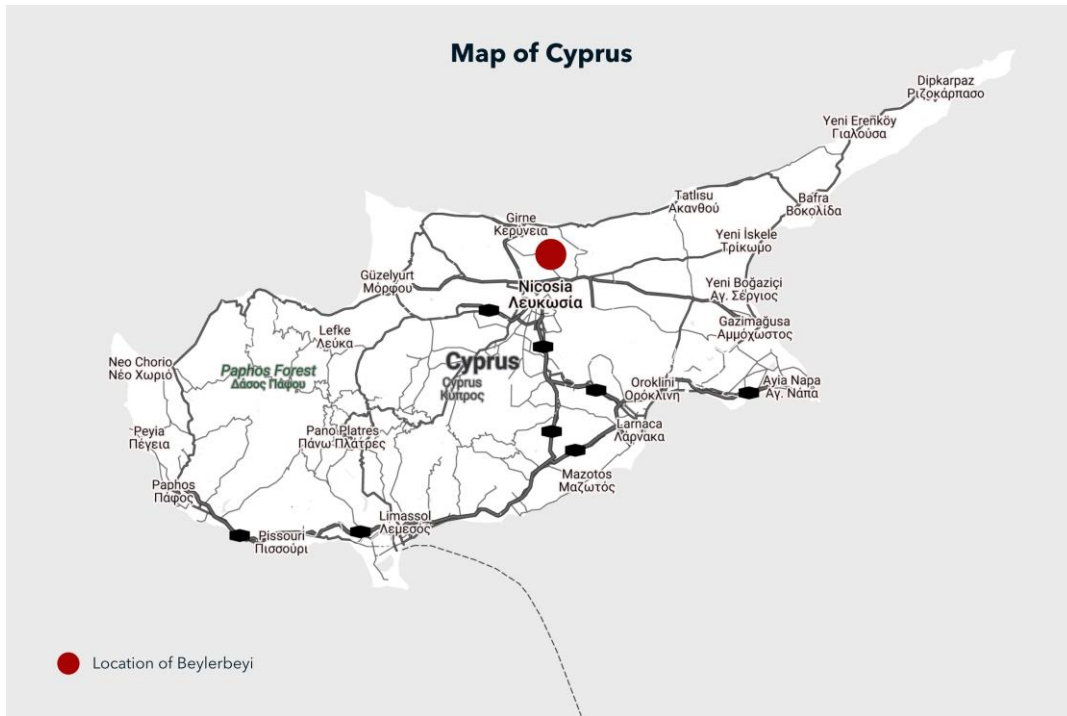 Map of Cyprus
Dipkarpaz
Ριζοκάρπασο
Yeni Erenköy
Γιαλούσα
Tatlısu
Ακανθού
Bafra
Βοκολίδα
Girne
Κερύνεια
Yeni İskele
Τρίκωμο
Güzelyurt
Μόρφου
Nicosia
Λευκωσία
Yeni Boğaziçi
Αγ. Σέργιος
Gazimağusa
Αμμόχωστος
Lefke
Λεύκα
Neo Chorio
Νέο Χωριό
Paphos Forest
Δάσος Πάφου
Cyprus
Cyprus
Κύπρος
Oroklini
Ορόκλινη
Ayia Napa
Αγ. Νάπα
Peyia
Πέγεια
Pano Platres
Πάνω Πλάτρές
Larnaca
Λάρνακα
Mazotos
Μαζωτός
Paphos
Πάφος
Limassol
Λεμεσός
Pissouri
Πισσούρι
Location of Beylerbeyi